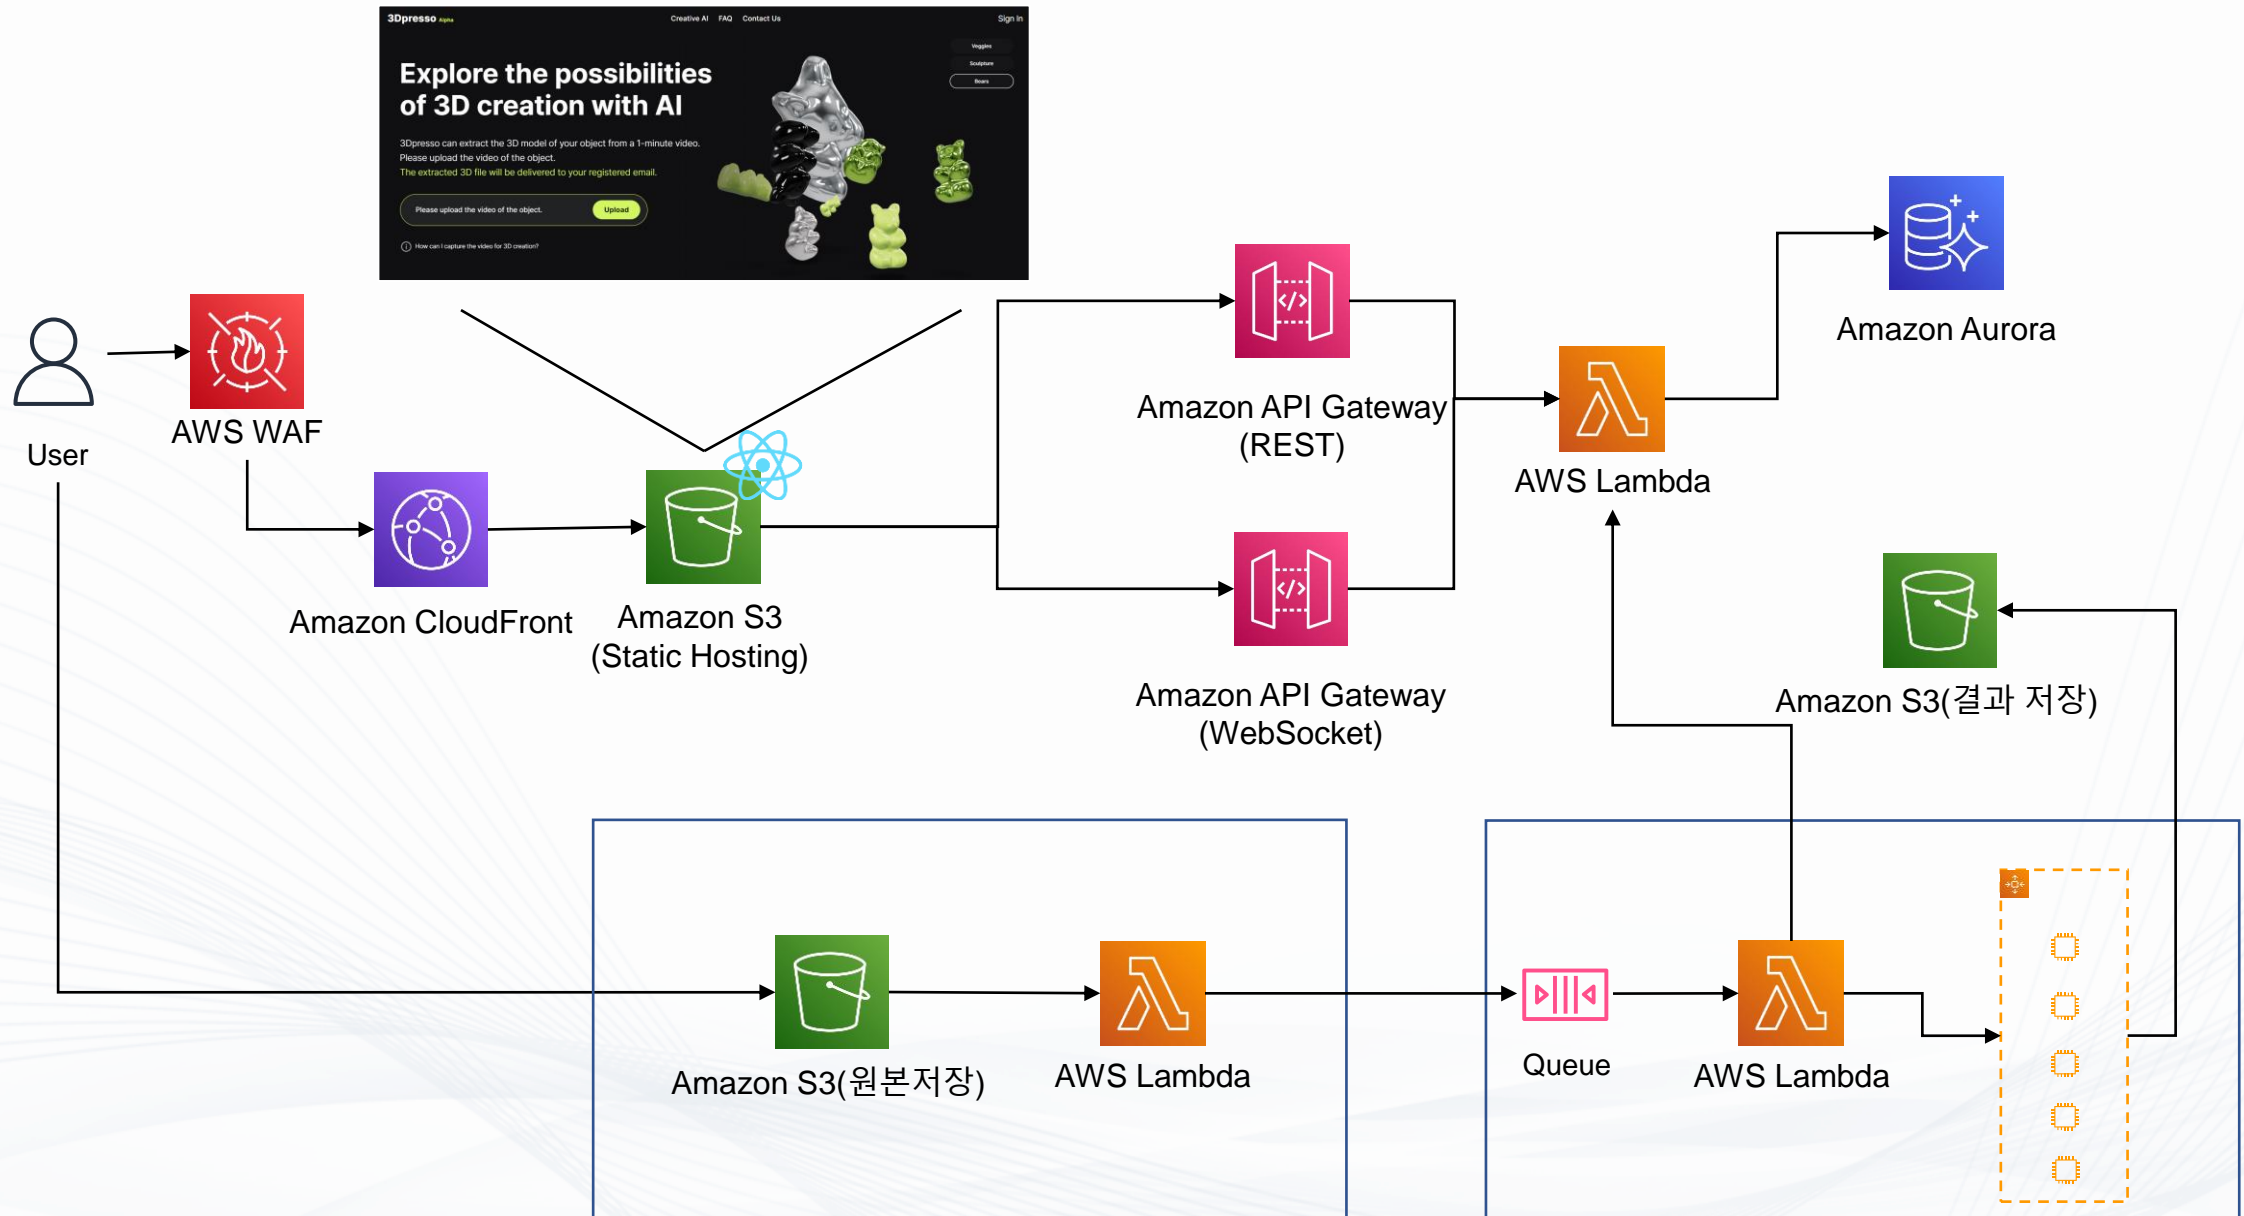 3Dpresso Alpha
Creative AI FAQ Contact Us
Sign In
Veggies
Sculpture
Bears
Explore the possibilities
of 3D creation with AI
3Dpresso can extract the 3D model of your object from a 1-minute video.
Please upload the video of the object.
The extracted 3D file will be delivered to your registered email.
Please upload the video of the object.
Upload
How can I capture the video for 3D creation?
User
AWS WAF
Amazon CloudFront
Amazon S3
(Static Hosting)
Amazon API Gateway
(REST)
Amazon API Gateway
(WebSocket)
AWS Lambda
Amazon Aurora
Amazon S3(결과 저장)
Amazon S3(원본저장)
AWS Lambda
Queue
AWS Lambda